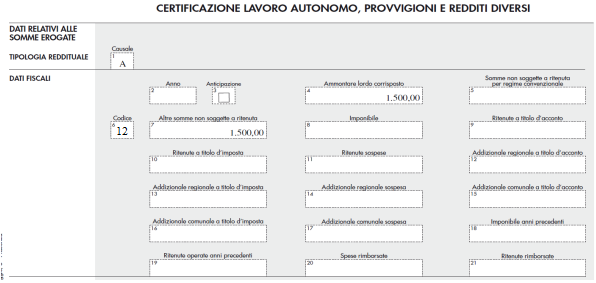 CERTIFICAZIONE LAVORO AUTONOMO, PROVVIGIONI E REDDITI DIVERSI
DATI RELATIVI ALLE
SOMME EROGATE
TIPOLOGIA REDDITUALE
Causale
1
A
DATI FISCALI
Anno
2
Anticipazione
3
Ammontare lordo corrisposto
4
1.500,00
Somme non soggette a ritenuta
per regime convenzionale
5
Codice
6
12
Altre somme non soggette a ritenuta
7
1.500,00
Imponibile
8
Ritenute a titolo d'acconto
9
Ritenute a titolo d'imposta
10
Ritenute sospese
11
Addizionale regionale a titolo d'acconto
12
Addizionale regionale a titolo d'imposta
13
Addizionale regionale sospesa
14
Addizionale comunale a titolo d'acconto
15
Addizionale comunale a titolo d'imposta
16
Addizionale comunale sospesa
17
Imponibile anni precedenti
18
Ritenute operate anni precedenti
19
Spese rimborsate
20
Ritenute rimborsate
21